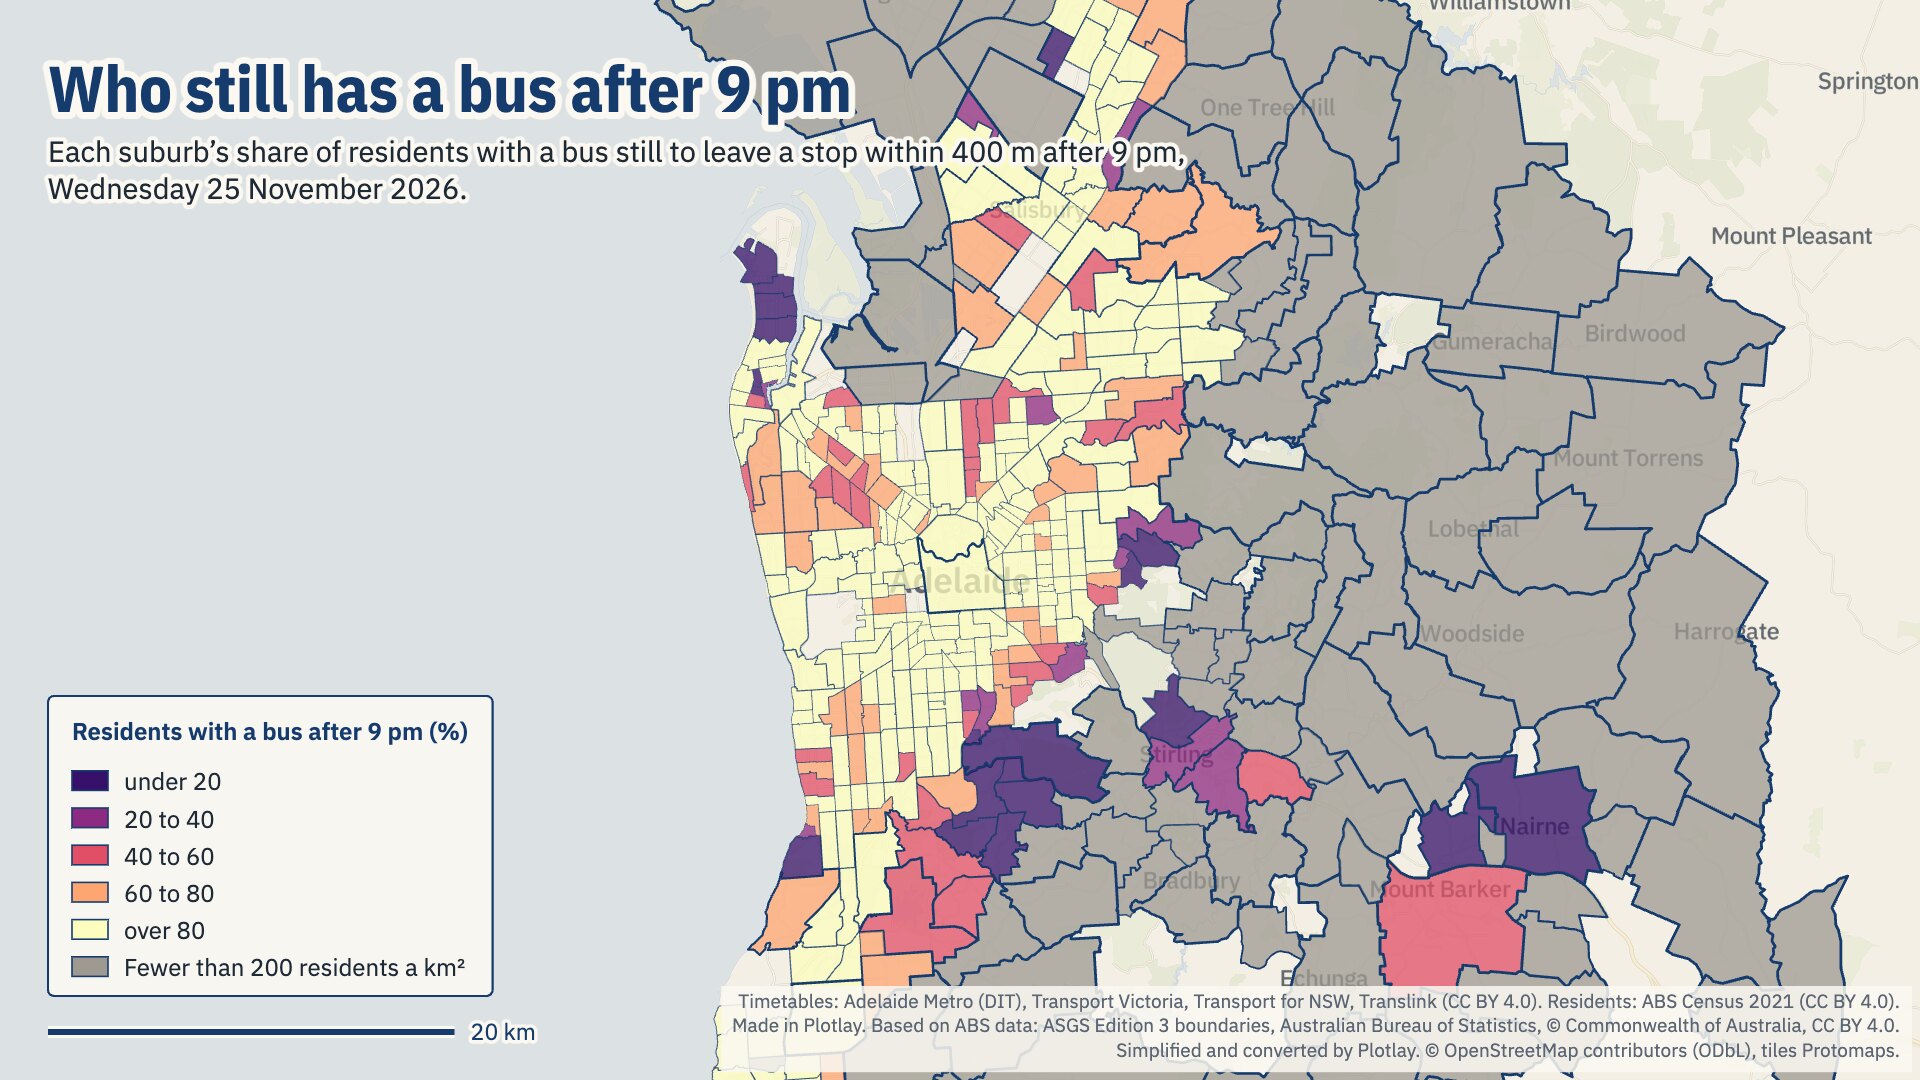 Williamstown
Who still has a bus after 9 pm
Each suburb’s share of residents with a bus still to leave a stop within 400 m after 9 pm,
Wednesday 25 November 2026.
Springton
One Tree Hill
Salisbury
Mount Pleasant
Gumeracha
Birdwood
Mount Torrens
Lobethal
Adelaide
Woodside
Harrogate
Stirling
Nairne
Bradbury
Mount Barker
Echunga
Residents with a bus after 9 pm (%)
under 20
20 to 40
40 to 60
60 to 80
over 80
Fewer than 200 residents a km²
20 km
Timetables: Adelaide Metro (DIT), Transport Victoria, Transport for NSW, Translink (CC BY 4.0). Residents: ABS Census 2021 (CC BY 4.0).
Made in Plotlay. Based on ABS data: ASGS Edition 3 boundaries, Australian Bureau of Statistics, © Commonwealth of Australia, CC BY 4.0.
Simplified and converted by Plotlay. © OpenStreetMap contributors (ODbL), tiles Protomaps.